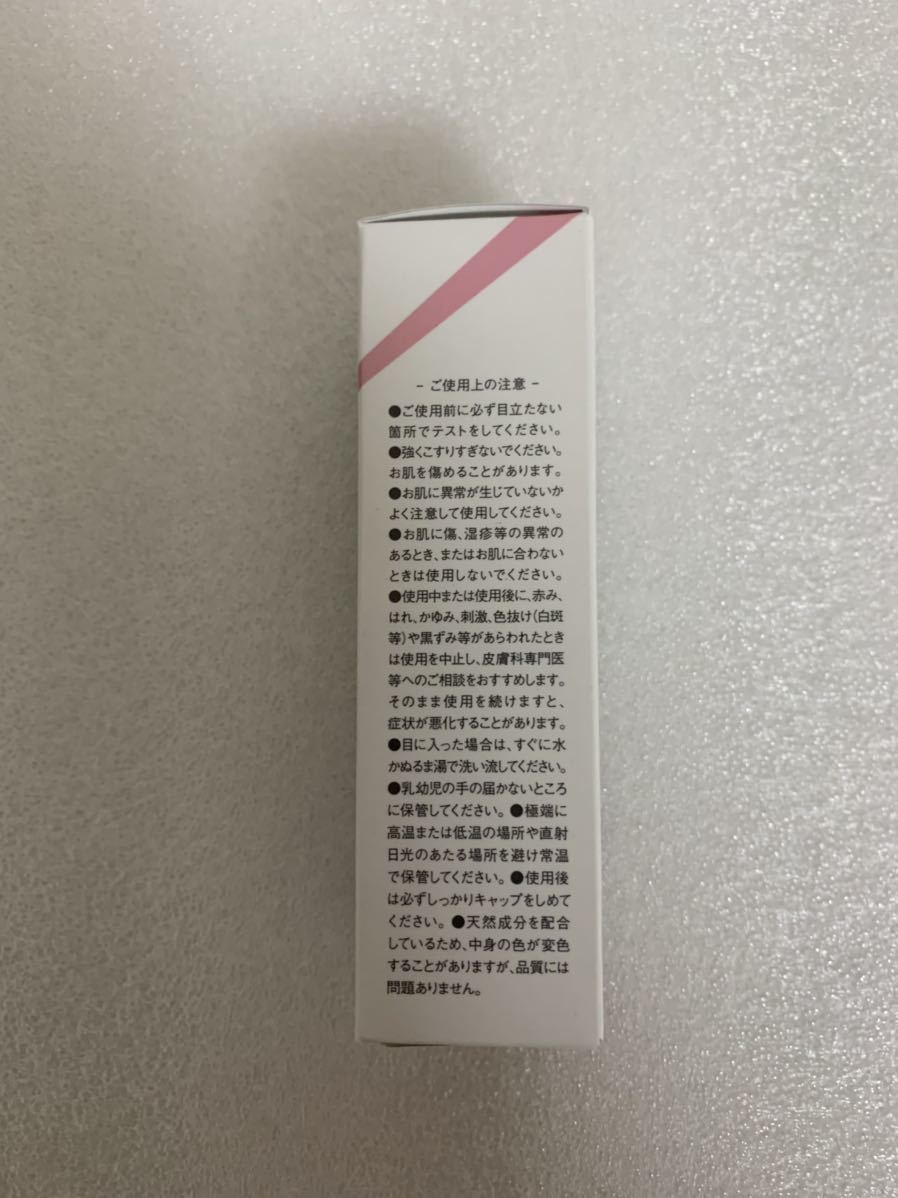 – ご使用上の注意 –
●ご使用前に必ず目立たない
箇所でテストをしてください。
●強くこすりすぎないでください。
お肌を傷めることがあります。
●お肌に異常が生じていないか
よく注意して使用してください。
●お肌に傷、湿疹等の異常の
あるとき、またはお肌に合わない
ときは使用しないでください。
●使用中または使用後に、赤み、
はれ、かゆみ、刺激、色抜け(白斑
等)や黒ずみ等があらわれたとき
は使用を中止し、皮膚科専門医
等へのご相談をおすすめします。
そのまま使用を続けますと、
症状が悪化することがあります。
●目に入った場合は、すぐに水
かぬるま湯で洗い流してください。
●乳幼児の手の届かないところ
に保管してください。●極端に
高温または低温の場所や直射
日光のあたる場所を避け常温
で保管してください。●使用後
は必ずしっかりキャップをしめて
ください。●天然成分を配合
しているため、中身の色が変色
することがありますが、品質には
問題ありません。